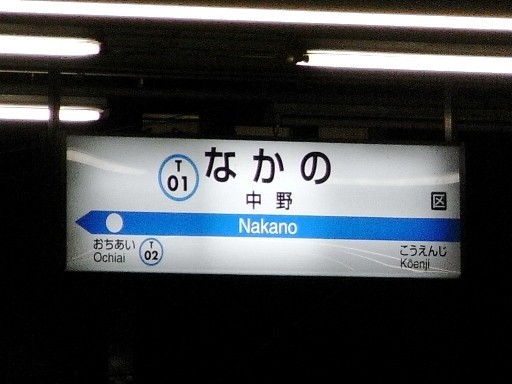 T
01
なかの
中野
区
Nakano
おちあい
Ochiai
T
02
こうえんじ
Kōenji